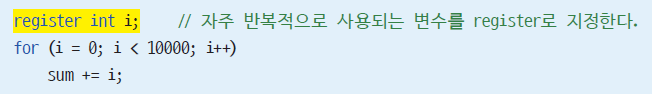 register int i;    // 자주 반복적으로 사용되는 변수를 register로 지정한다.
for (i = 0; i < 10000; i++)
    sum += i;